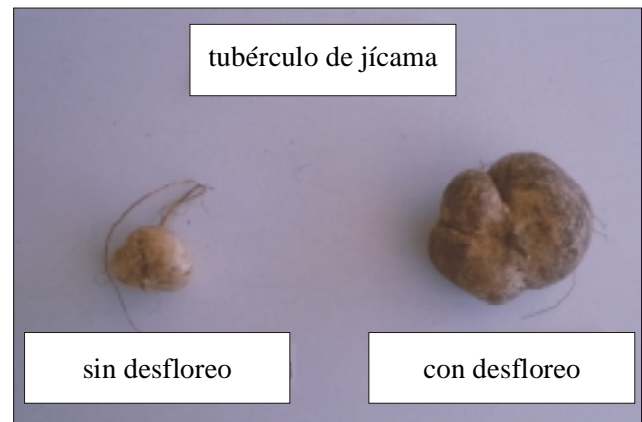 tubérculo de jícama
sin desfloreo
con desfloreo